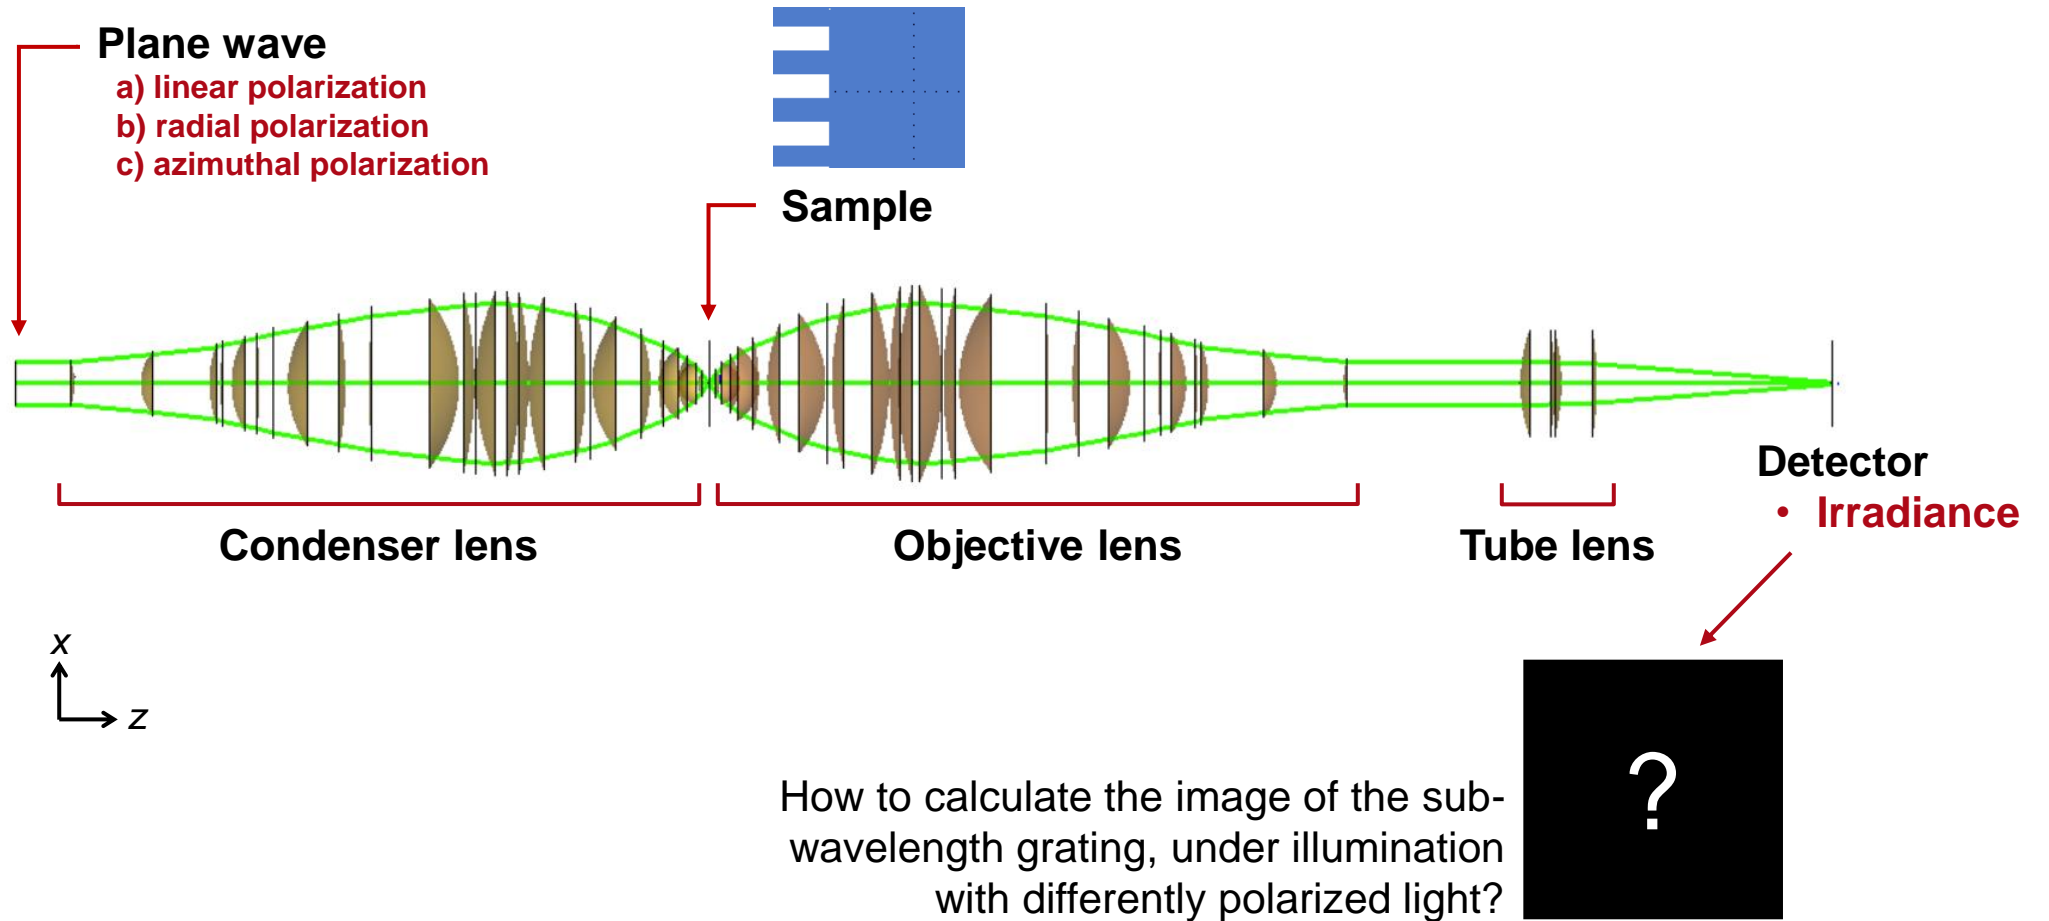 Plane wave
a) linear polarization
b) radial polarization
c) azimuthal polarization
Sample
Condenser lens
Objective lens
Tube lens
Detector
• Irradiance
x
z
How to calculate the image of the sub-
wavelength grating, under illumination
with differently polarized light?
?